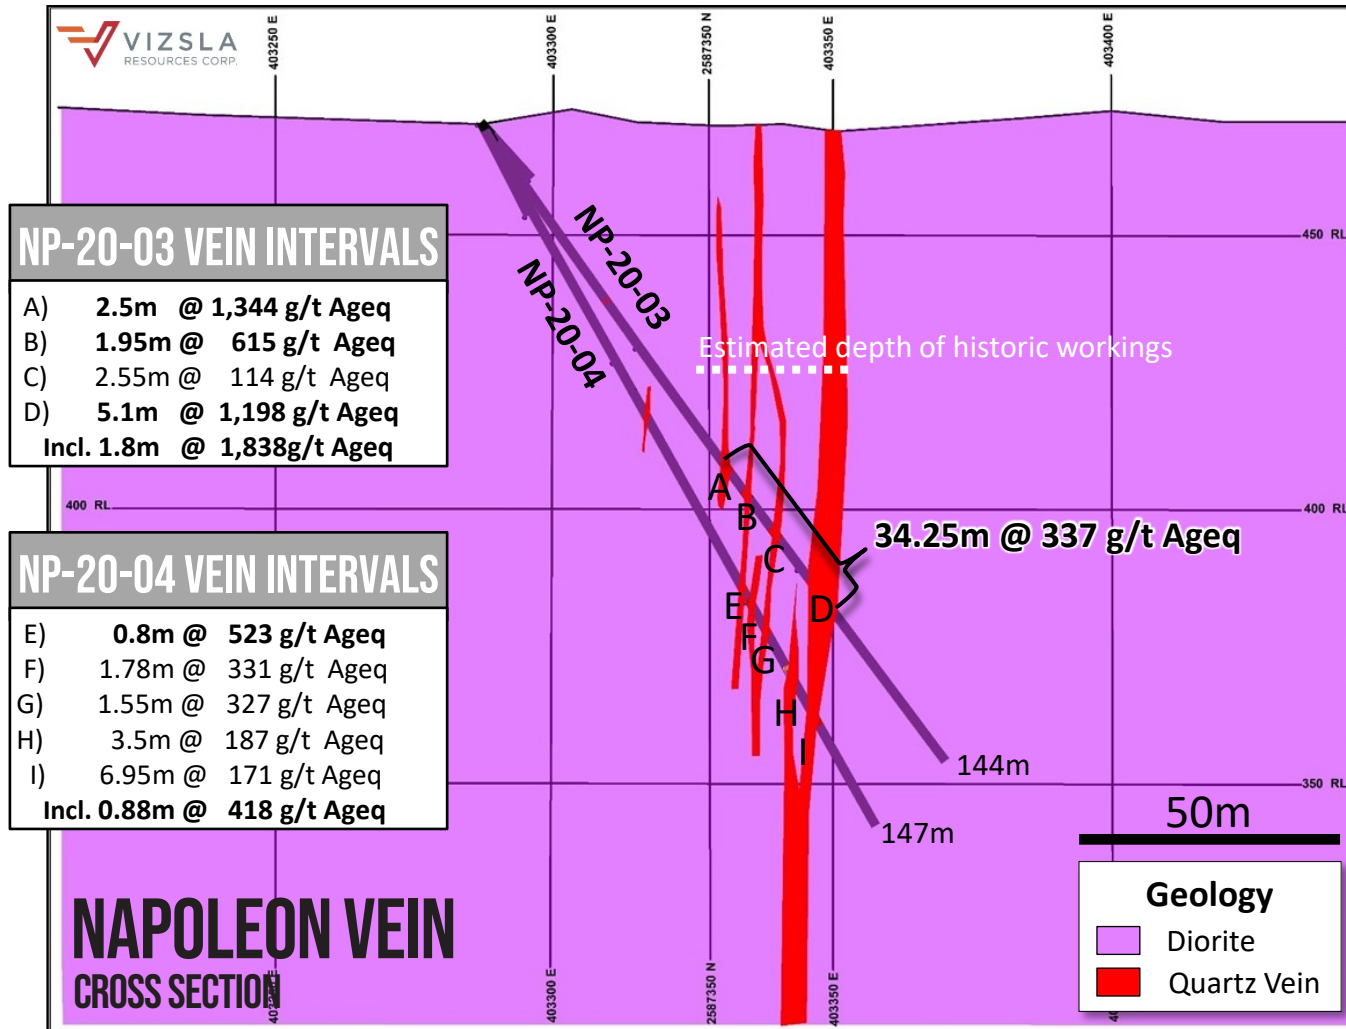 VIZSLA
RESOURCES CORP.
403250 E
403300 E
2587350 N
403350 E
403400 E
450 RL
NP-20-03
NP-20-04
NP-20-03 VEIN INTERVALS
A) 2.5m @ 1,344 g/t Ageq
B) 1.95m @ 615 g/t Ageq
C) 2.55m @ 114 g/t Ageq
D) 5.1m @ 1,198 g/t Ageq
Incl. 1.8m @ 1,838g/t Ageq
Estimated depth of historic workings
400 RL
400 RL
A
B
C
D
E
F
G
H
I
34.25m @ 337 g/t Ageq
NP-20-04 VEIN INTERVALS
E) 0.8m @ 523 g/t Ageq
F) 1.78m @ 331 g/t Ageq
G) 1.55m @ 327 g/t Ageq
H) 3.5m @ 187 g/t Ageq
I) 6.95m @ 171 g/t Ageq
Incl. 0.88m @ 418 g/t Ageq
144m
350 RL
147m
50m
Geology
Diorite
Quartz Vein
NAPOLEON VEIN
CROSS SECTION
403300 E
2587350 N
403350 E